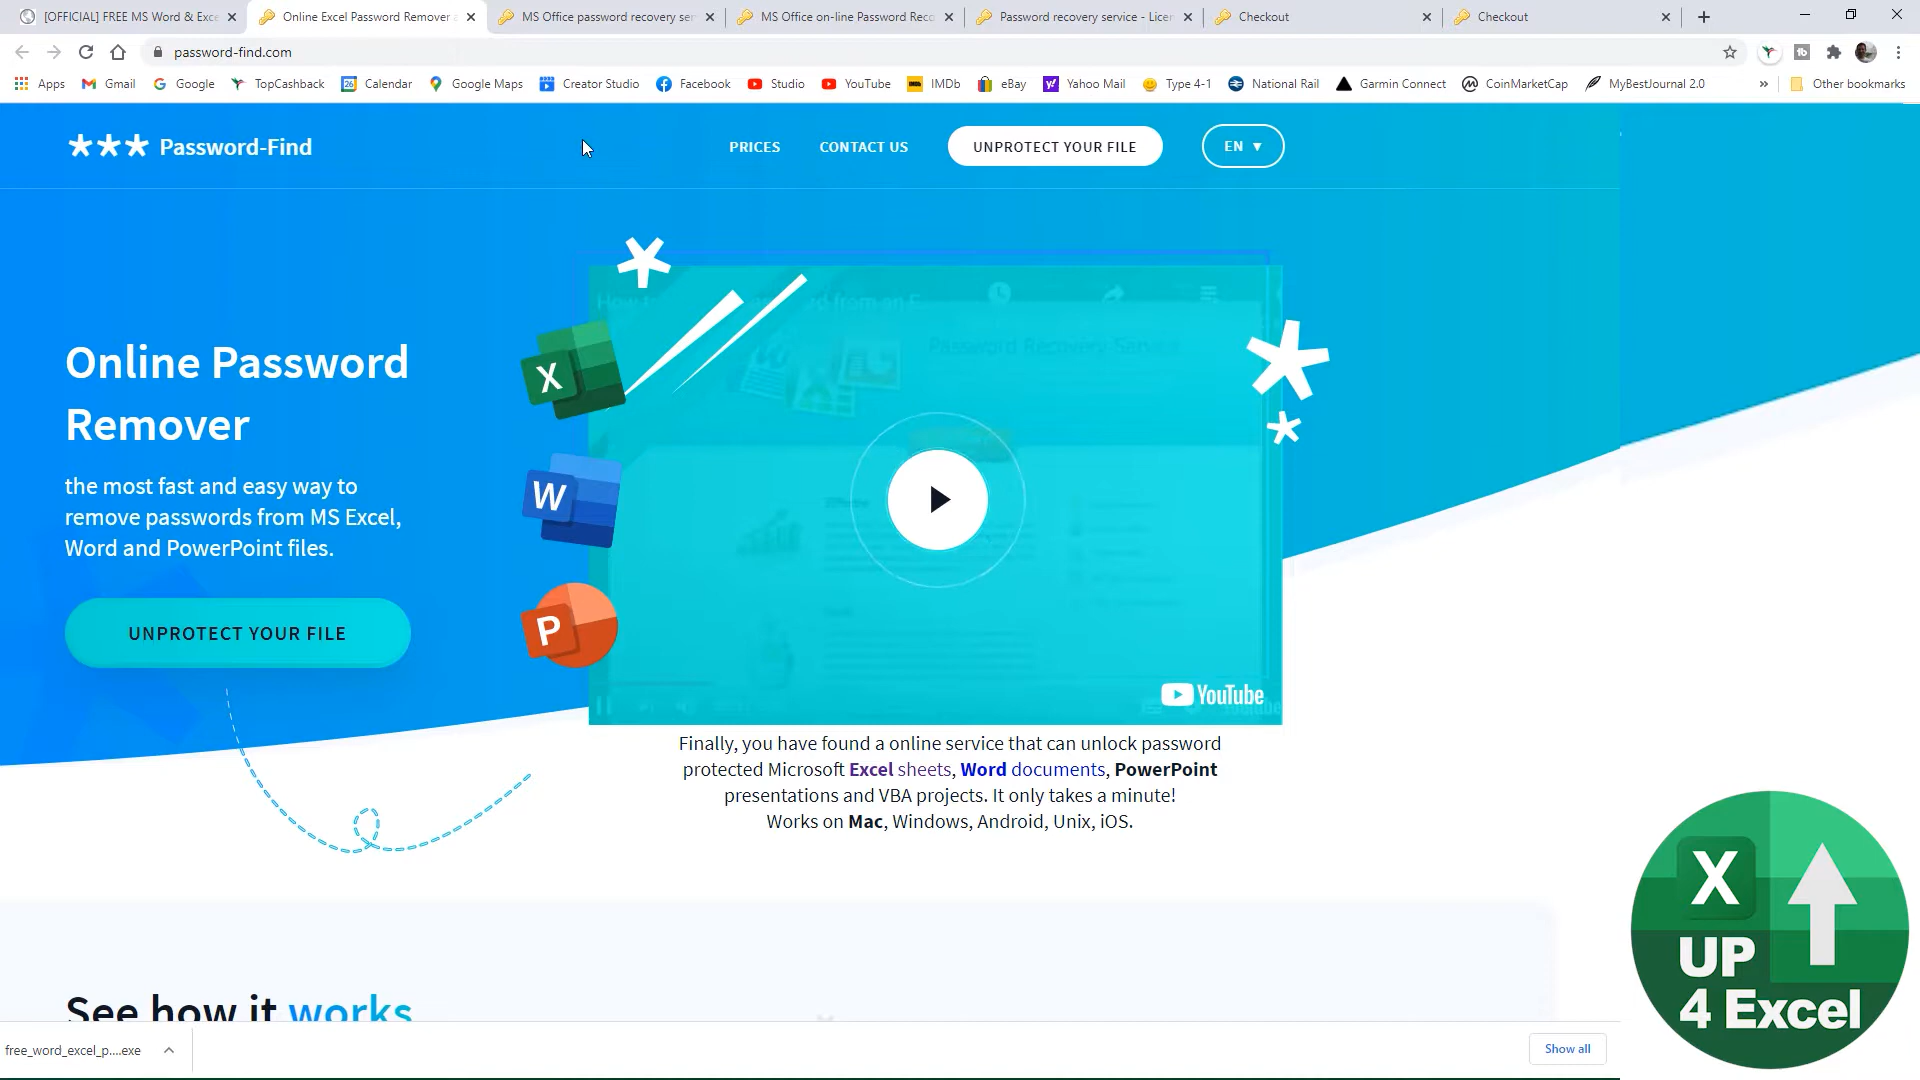 [OFFICIAL] FREE MS Word & Exce
Online Excel Password Remover
MS Office password recovery ser
MS Office on-line Password Reco
Password recovery service - Licen
Checkout
Checkout
password-find.com
Apps
Gmail
Google
TopCashback
Calendar
Google Maps
Creator Studio
Facebook
Studio
YouTube
IMDb
eBay
Yahoo Mail
Type 4-1
National Rail
Garmin Connect
CoinMarketCap
MyBestJournal 2.0
»
Other bookmarks
*** Password-Find
PRICES
CONTACT US
UNPROTECT YOUR FILE
EN ▼
Password Recovery Service
Online Password
Remover
the most fast and easy way to
remove passwords from MS Excel,
Word and PowerPoint files.
UNPROTECT YOUR FILE
X
W
P
YouTube
Finally, you have found a online service that can unlock password
protected Microsoft Excel sheets, Word documents, PowerPoint
presentations and VBA projects. It only takes a minute!
Works on Mac, Windows, Android, Unix, iOS.
See how it works
X
UP
4 Excel
free_word_excel_p....exe
Show all